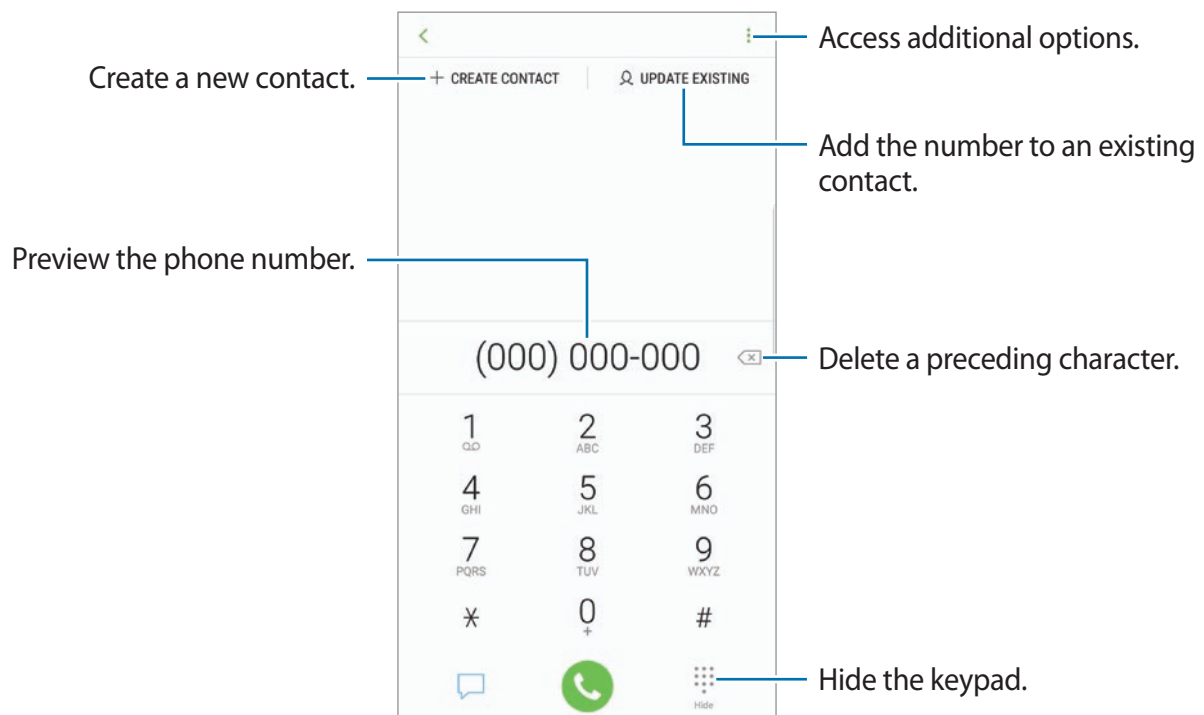 Access additional options.
Create a new contact.
+ CREATE CONTACT
UPDATE EXISTING
Add the number to an existing
contact.
Preview the phone number.
(000) 000-000
Delete a preceding character.
1
2
ABC
3
DEF
4
GHI
5
JKL
6
MNO
7
PQRS
8
TUV
9
WXYZ
*
0
+
#
Hide
Hide the keypad.